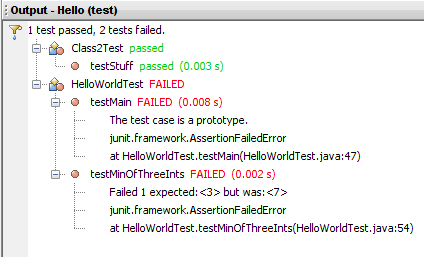 Output - Hello (test)
1 test passed, 2 tests failed.
Class2Test passed
testStuff passed (0.003 s)
HelloWorldTest FAILED
testMain FAILED (0.008 s)
The test case is a prototype.
junit.framework.AssertionFailedError
at HelloWorldTest.testMain(HelloWorldTest.java:47)
testMinOfThreeInts FAILED (0.002 s)
Failed 1 expected:<3> but was:<7>
junit.framework.AssertionFailedError
at HelloWorldTest.testMinOfThreeInts(HelloWorldTest.java:54)